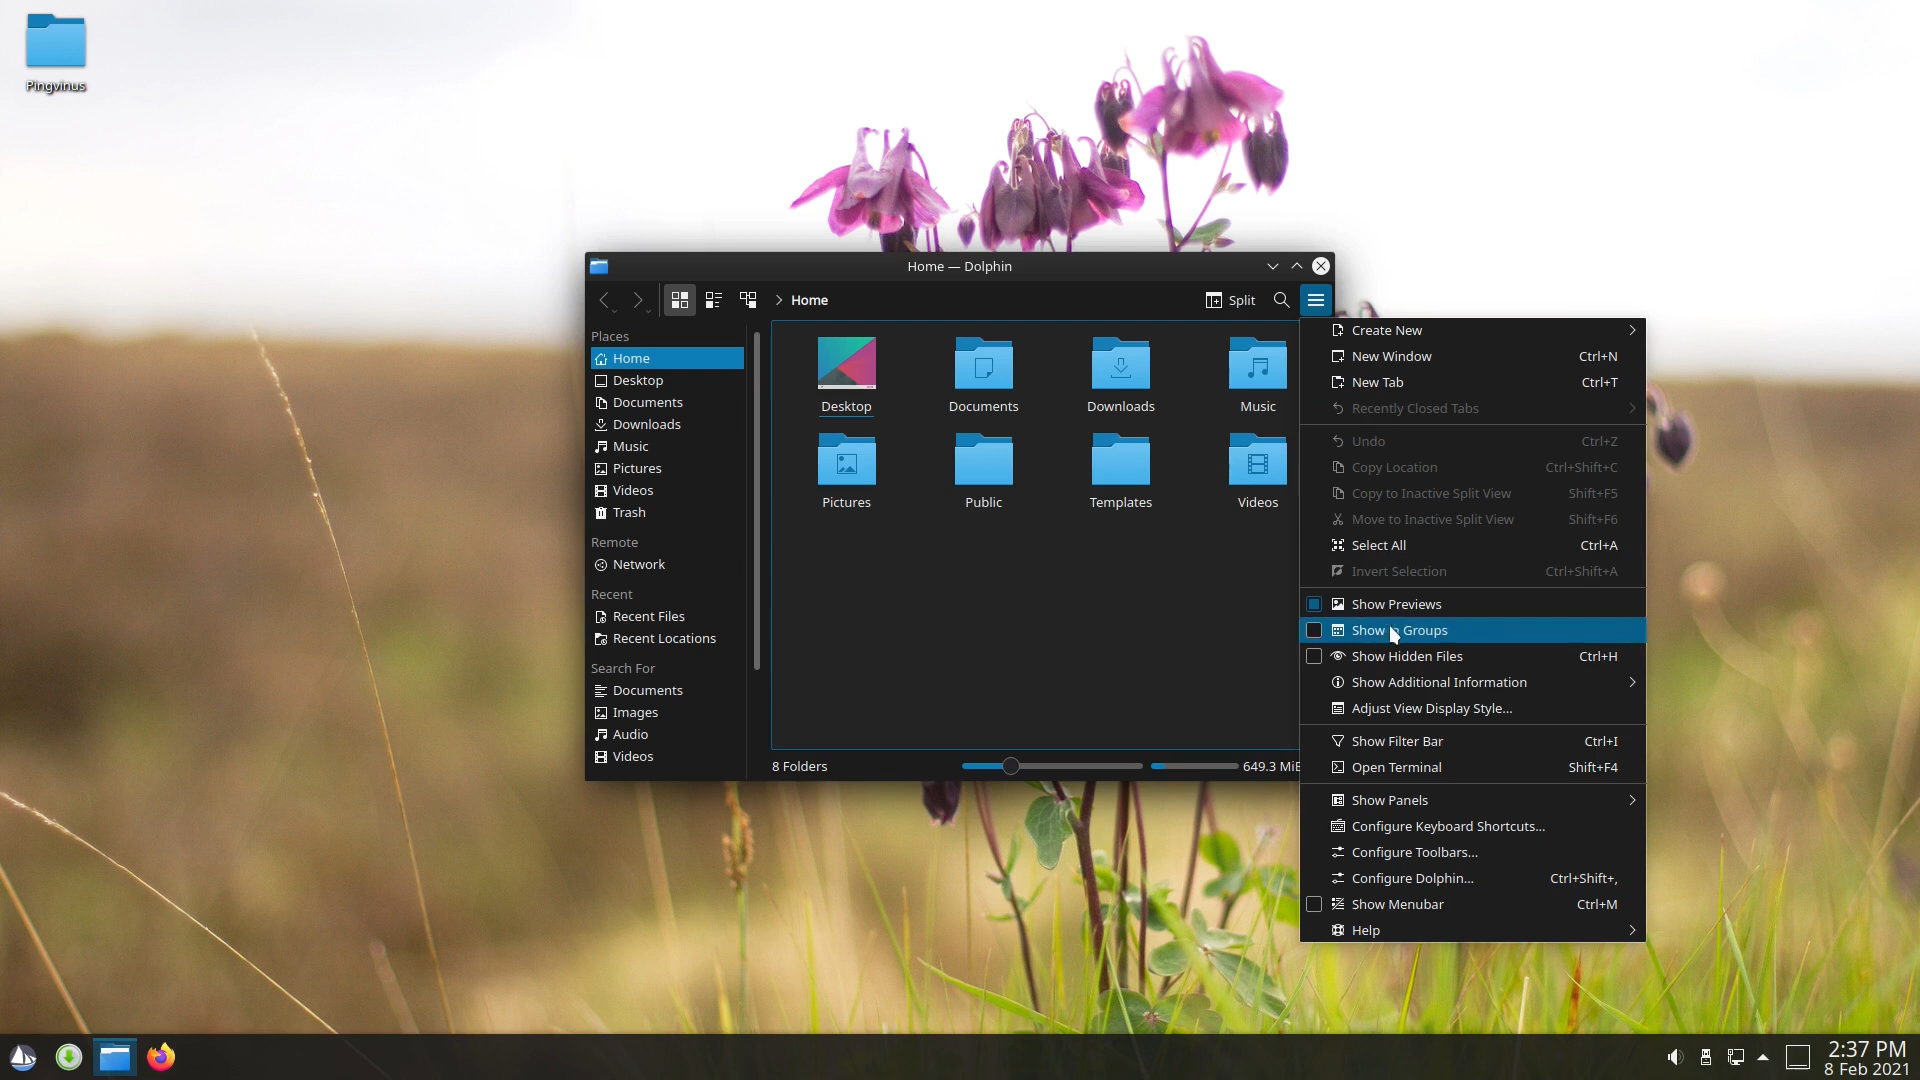 Pingvinus
Home — Dolphin
Home
Split
Places
Home
Desktop
Documents
Downloads
Music
Pictures
Videos
Trash
Remote
Network
Recent
Recent Files
Recent Locations
Search For
Documents
Images
Audio
Videos
Desktop
Documents
Downloads
Music
Pictures
Public
Templates
Videos
8 Folders
649.3 MiB
Create New
New Window Ctrl+N
New Tab Ctrl+T
Recently Closed Tabs
Undo Ctrl+Z
Copy Location Ctrl+Shift+C
Copy to Inactive Split View Shift+F5
Move to Inactive Split View Shift+F6
Select All Ctrl+A
Invert Selection Ctrl+Shift+A
Show Previews
Show in Groups
Show Hidden Files Ctrl+H
Show Additional Information
Adjust View Display Style...
Show Filter Bar Ctrl+I
Open Terminal Shift+F4
Show Panels
Configure Keyboard Shortcuts...
Configure Toolbars...
Configure Dolphin... Ctrl+Shift+,
Show Menubar Ctrl+M
Help
2:37 PM
8 Feb 2021